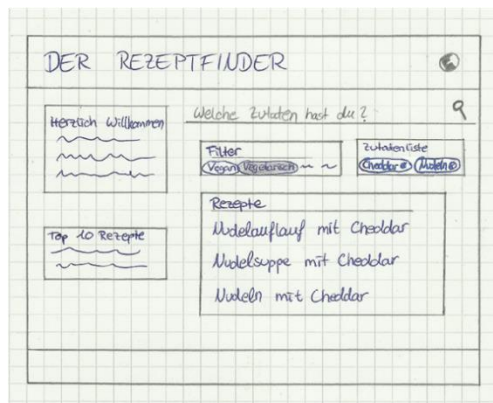 DER REZEPTFINDER
Herzlich Willkommen
Welche Zutaten hast du?
Filter
Vegan Vegetarisch
Zutatenliste
Cheddar Nudeln
Top 10 Rezepte
Rezepte
Nudelauflauf mit Cheddar
Nudelsuppe mit Cheddar
Nudeln mit Cheddar